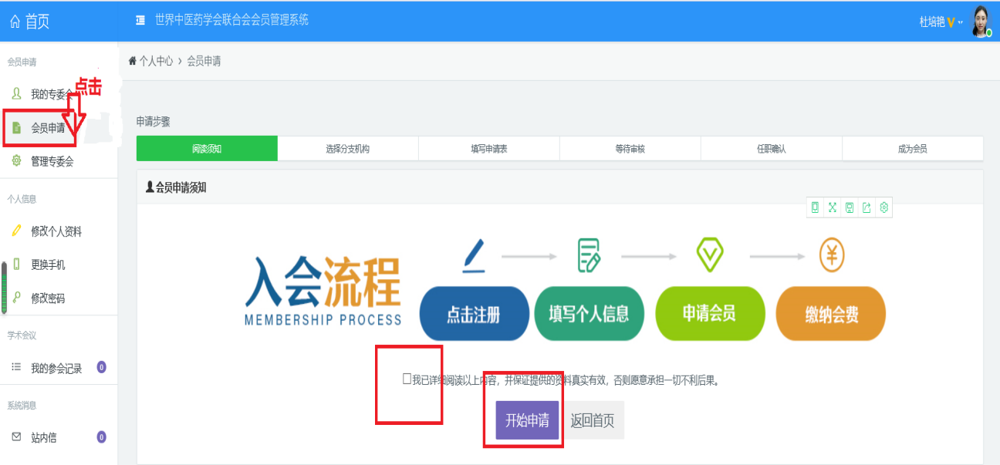 首页
世界中医药学会联合会会员管理系统
杜培艳
会员申请
点击
我的专委会
会员申请
管理专委会
个人信息
修改个人资料
更换手机
修改密码
学术会议
我的参会记录 0
系统消息
站内信 0
个人中心 > 会员申请
申请步骤
阅读须知 选择分支机构 填写申请表 等待审核 任职确认 成为会员
会员申请须知
入会流程
MEMBERSHIP PROCESS
点击注册 填写个人信息 申请会员 缴纳会费
我已详细阅读以上内容，并保证提供的资料真实有效，否则愿意承担一切不利后果。
开始申请 返回首页